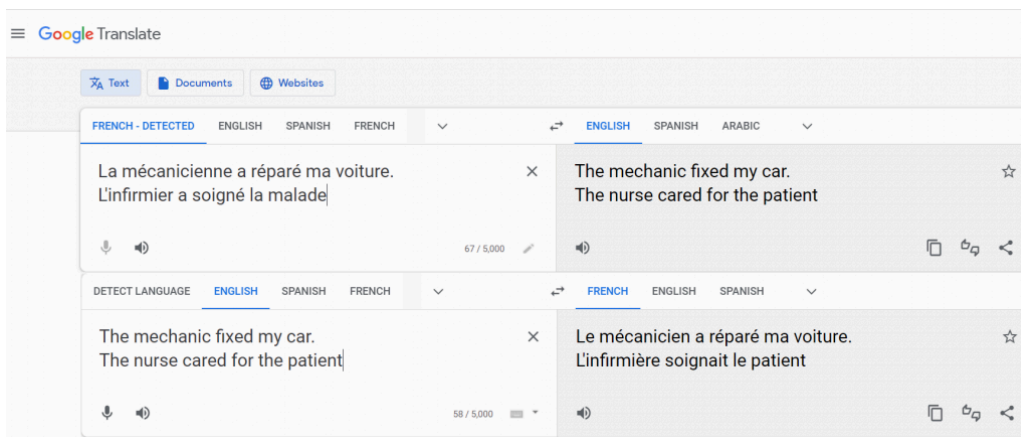 Google Translate
Text Documents Websites
FRENCH - DETECTED ENGLISH SPANISH FRENCH ENGLISH SPANISH ARABIC
La mécanicienne a réparé ma voiture.
L'infirmier a soigné la malade
67 / 5,000
The mechanic fixed my car.
The nurse cared for the patient
DETECT LANGUAGE ENGLISH SPANISH FRENCH FRENCH ENGLISH SPANISH
The mechanic fixed my car.
The nurse cared for the patient
58 / 5,000
Le mécanicien a réparé ma voiture.
L'infirmière soignait le patient